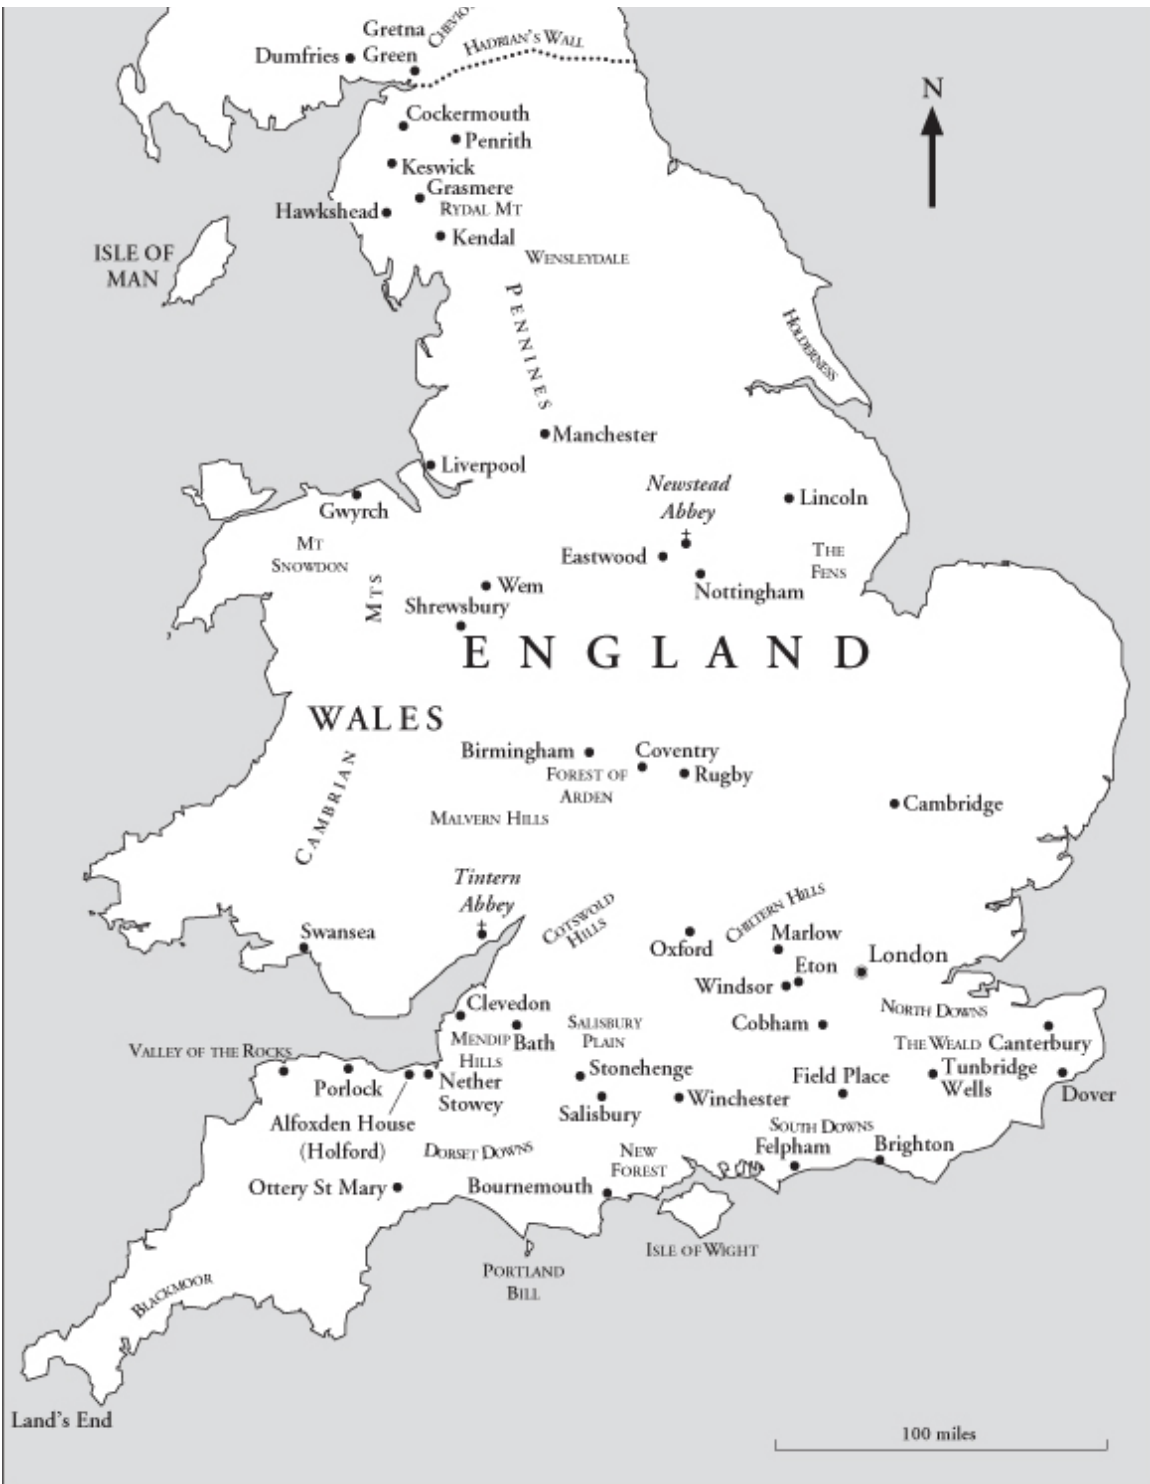 Gretna
Green
Dumfries
CHEVIO
HADRIAN'S WALL
N
Cockermouth
Penrith
Keswick
Grasmere
RYDAL MT
Hawkshead
Kendal
ISLE OF
MAN
WENSLEYDALE
PENNINES
HOLDERNESS
Manchester
Liverpool
Newstead
Abbey
Lincoln
Gwyrch
MT
SNOWDON
Eastwood
THE
FENS
MTS
Wem
Nottingham
Shrewsbury
ENGLAND
WALES
Birmingham
Coventry
FOREST OF
ARDEN
Rugby
CAMBRIAN
MALVERN HILLS
Cambridge
Tintern
Abbey
COTSWOLD
HILLS
CHILTERN HILLS
Swansea
Oxford
Marlow
London
Eton
Windsor
Clevedon
NORTH DOWNS
SALISBURY
PLAIN
Cobham
MENDIP
HILLS
Bath
THE WEALD
Canterbury
VALLEY OF THE ROCKS
Stonehenge
Tunbridge
Wells
Porlock
Nether
Stowey
Field Place
Dover
Alfoxden House
(Holford)
Salisbury
Winchester
SOUTH DOWNS
DORSET DOWNS
NEW
FOREST
Felpham
Brighton
Ottery St Mary
Bournemouth
ISLE OF WIGHT
PORTLAND
BILL
BLACKMOOR
Land's End
100 miles